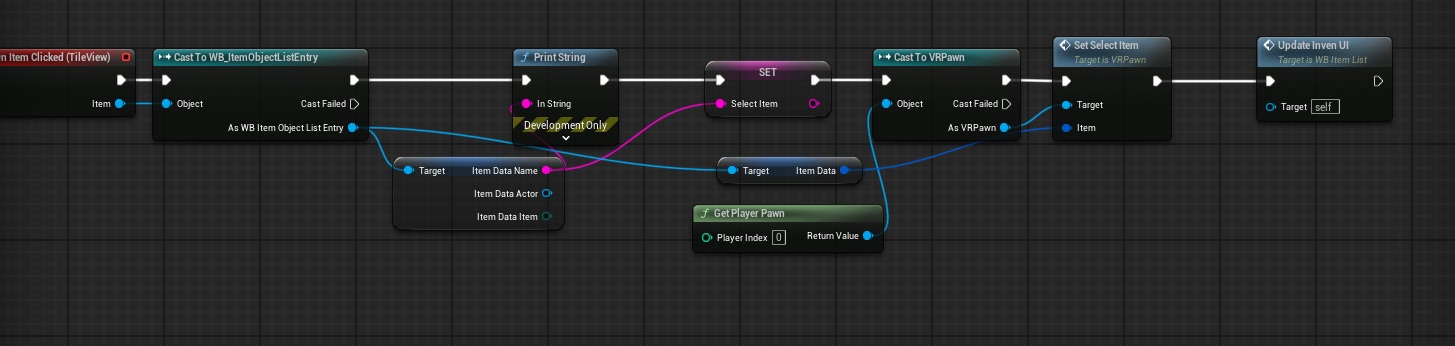 n Item Clicked (TileView)
Item
Cast To WB_ItemObjectListEntry
Object
Cast Failed
As WB Item Object List Entry
Print String
In String
Development Only
Target
Item Data Name
Item Data Actor
Item Data Item
SET
Select Item
Target
Item Data
Get Player Pawn
Player Index 0
Return Value
Cast To VRPawn
Object
Cast Failed
As VRPawn
Set Select Item
Target is VRPawn
Target
Item
Update Inven UI
Target is WB Item List
Target self